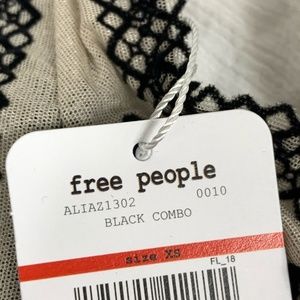 free people
ALIAZ1302 0010
BLACK COMBO
size XS
FL_18